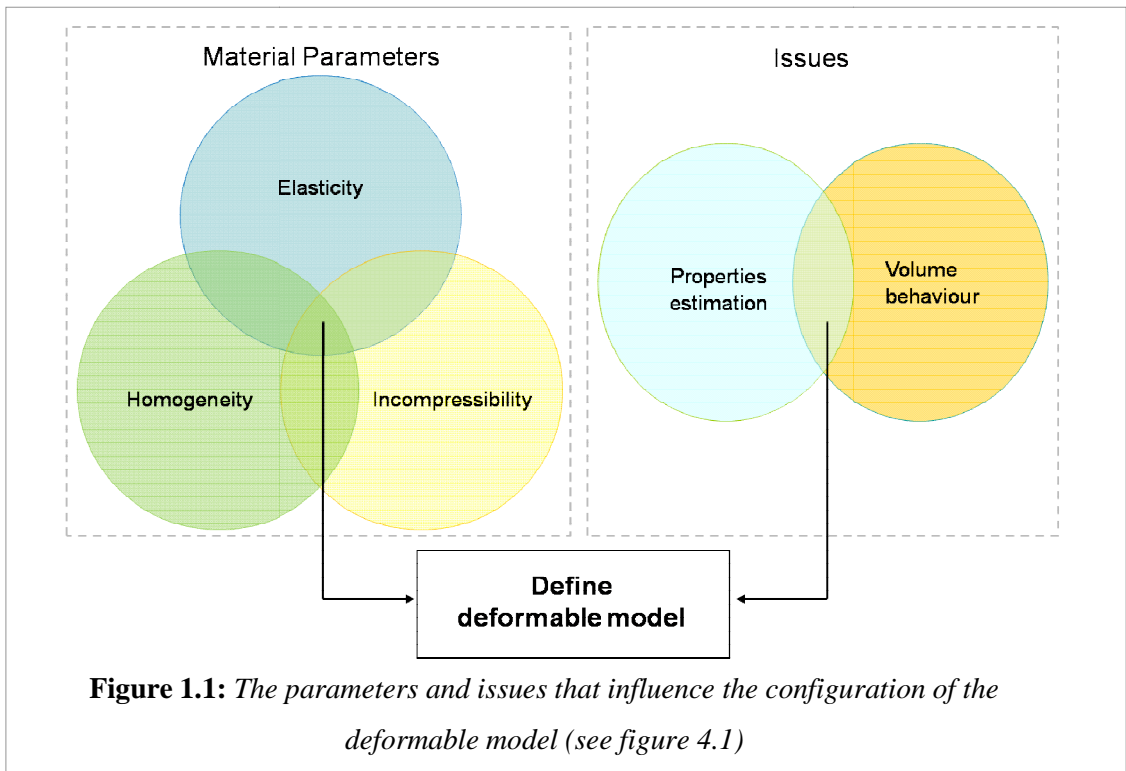 Material Parameters
Elasticity
Homogeneity
Incompressibility
Issues
Properties
estimation
Volume
behaviour
Define
deformable model
Figure 1.1: The parameters and issues that influence the configuration of the
deformable model (see figure 4.1)